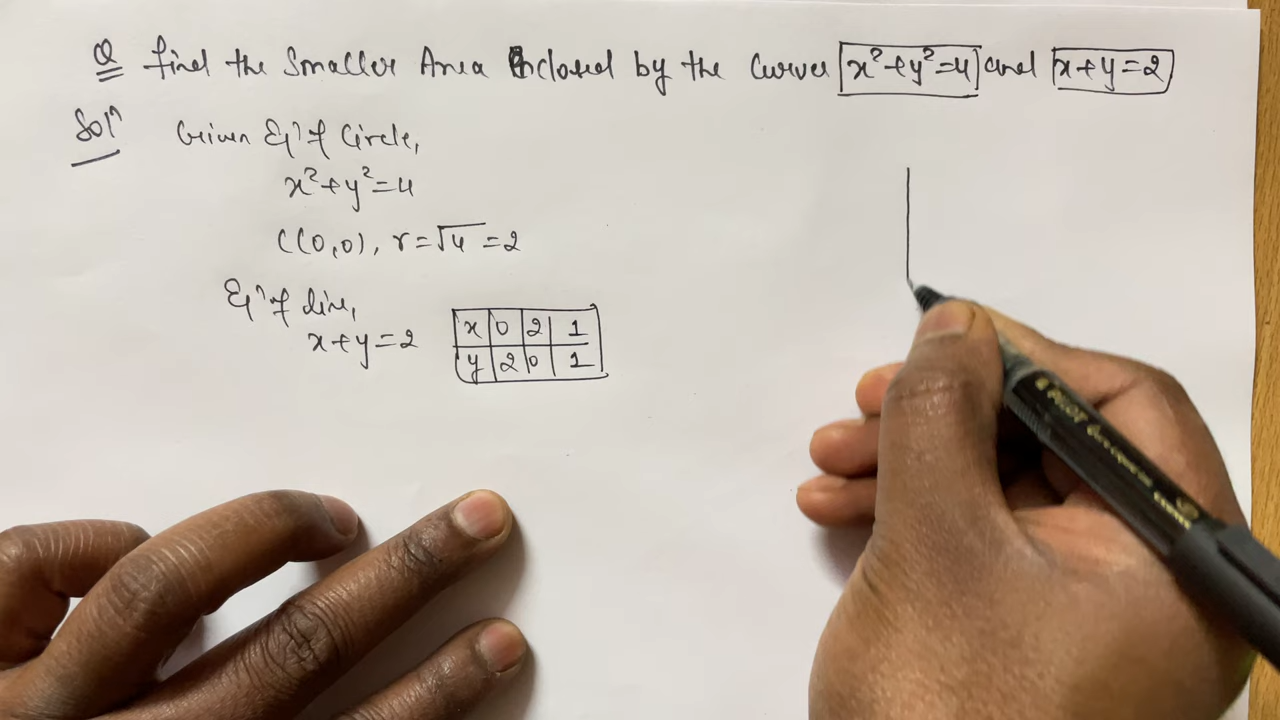 Q Find the Smaller Area Enclosed by the Curves x²+y²=4 and x+y=2
Solⁿ Given Eqⁿ of Circle,
x²+y²=4
C(0,0), r=√4=2
Eqⁿ of line,
x+y=2
x 0 2 1
y 2 0 1
PILOT